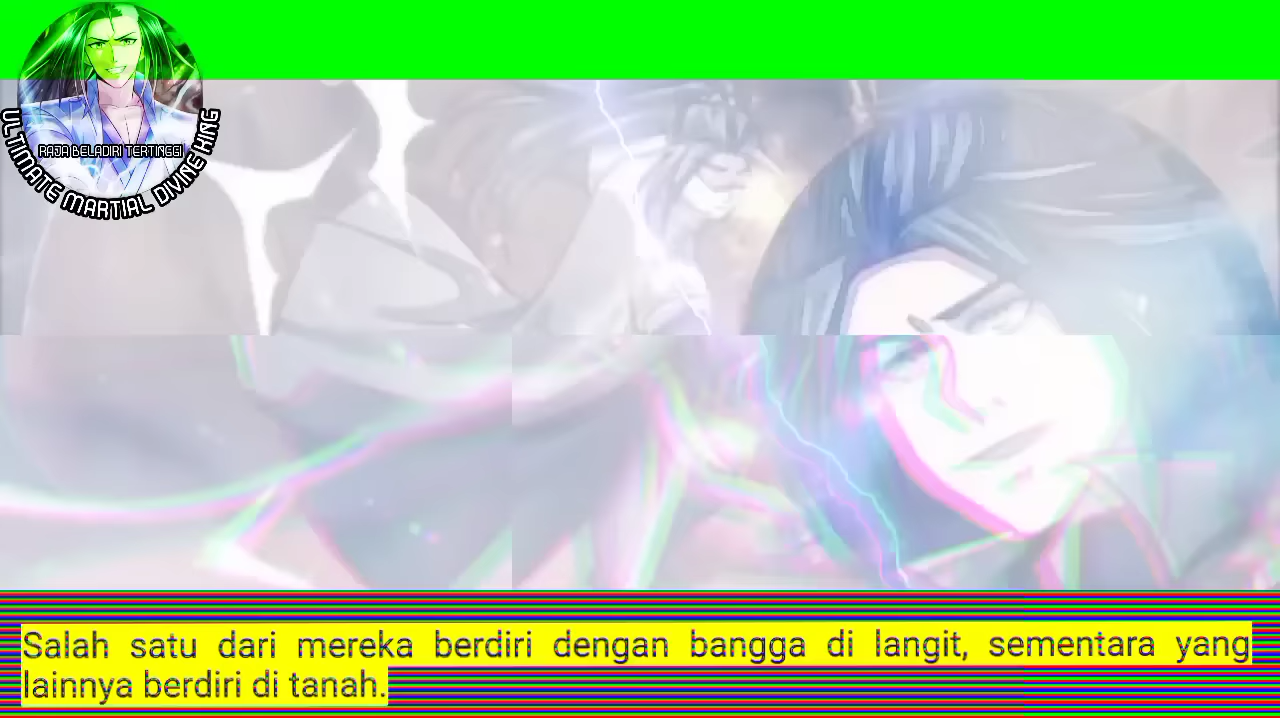 RAJA BELADIRI TERTINGGI
ULTIMATE MARTIAL DIVINE KING
Salah satu dari mereka berdiri dengan bangga di langit, sementara yang
lainnya berdiri di tanah.